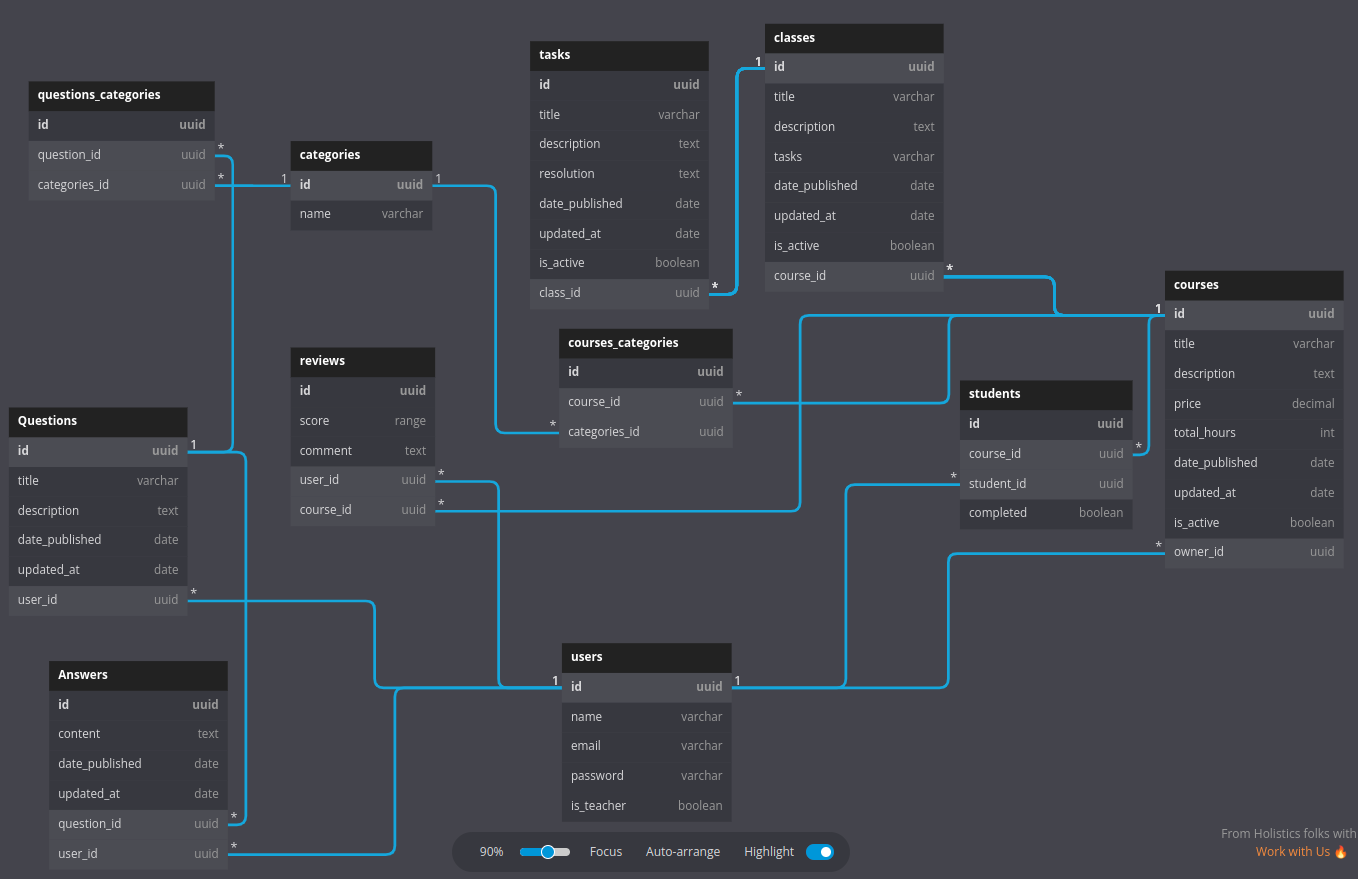 questions_categories
id uuid
question_id uuid *
categories_id uuid *
categories
1 id uuid 1
name varchar
tasks
id uuid
title varchar
description text
resolution text
date_published date
updated_at date
is_active boolean
class_id uuid *
classes
1 id uuid
title varchar
description text
tasks varchar
date_published date
updated_at date
is_active boolean
course_id uuid *
courses
1 id uuid
title varchar
description text
price decimal
total_hours int
date_published date
updated_at date
is_active boolean
* owner_id uuid
courses_categories
id uuid
course_id uuid *
* categories_id uuid
reviews
id uuid
score range
comment text
user_id uuid *
course_id uuid *
students
id uuid
course_id uuid *
* student_id uuid
completed boolean
Questions
id uuid 1
title varchar
description text
date_published date
updated_at date
user_id uuid *
Answers
id uuid
content text
date_published date
updated_at date
question_id uuid *
user_id uuid *
users
1 id uuid 1
name varchar
email varchar
password varchar
is_teacher boolean
90% Focus Auto-arrange Highlight
From Holistics folks with
Work with Us 🔥